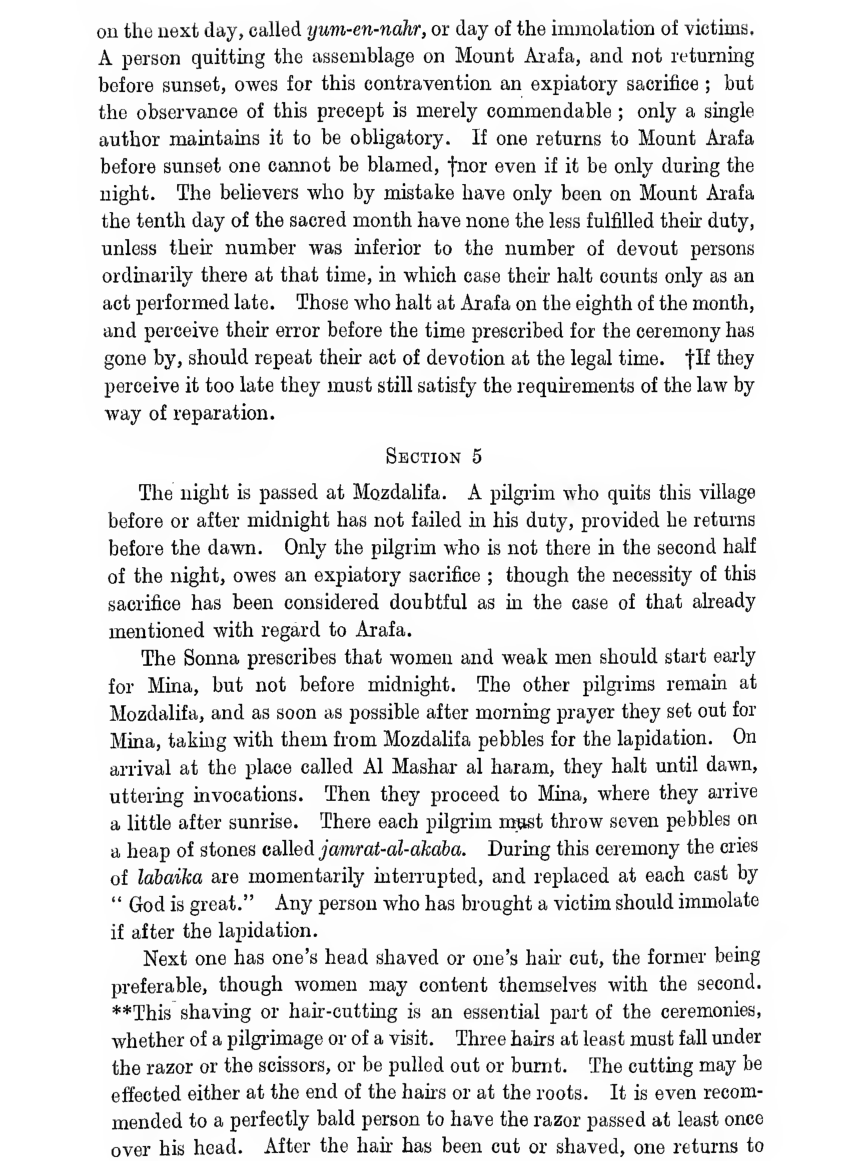 on the next day, called yum-en-nahr, or day of the immolation of victims.
A person quitting the assemblage on Mount Arafa, and not returning
before sunset, owes for this contravention an expiatory sacrifice ; but
the observance of this precept is merely commendable ; only a single
author maintains it to be obligatory. If one returns to Mount Arafa
before sunset one cannot be blamed, †nor even if it be only during the
night. The believers who by mistake have only been on Mount Arafa
the tenth day of the sacred month have none the less fulfilled their duty,
unless their number was inferior to the number of devout persons
ordinarily there at that time, in which case their halt counts only as an
act performed late. Those who halt at Arafa on the eighth of the month,
and perceive their error before the time prescribed for the ceremony has
gone by, should repeat their act of devotion at the legal time. †If they
perceive it too late they must still satisfy the requirements of the law by
way of reparation.
SECTION 5
The night is passed at Mozdalifa. A pilgrim who quits this village
before or after midnight has not failed in his duty, provided he returns
before the dawn. Only the pilgrim who is not there in the second half
of the night, owes an expiatory sacrifice ; though the necessity of this
sacrifice has been considered doubtful as in the case of that already
mentioned with regard to Arafa.
The Sonna prescribes that women and weak men should start early
for Mina, but not before midnight. The other pilgrims remain at
Mozdalifa, and as soon as possible after morning prayer they set out for
Mina, taking with them from Mozdalifa pebbles for the lapidation. On
arrival at the place called Al Mashar al haram, they halt until dawn,
uttering invocations. Then they proceed to Mina, where they arrive
a little after sunrise. There each pilgrim must throw seven pebbles on
a heap of stones called jamrat-al-akaba. During this ceremony the cries
of labaika are momentarily interrupted, and replaced at each cast by
“ God is great.” Any person who has brought a victim should immolate
if after the lapidation.
Next one has one's head shaved or one's hair cut, the former being
preferable, though women may content themselves with the second.
**This shaving or hair-cutting is an essential part of the ceremonies,
whether of a pilgrimage or of a visit. Three hairs at least must fall under
the razor or the scissors, or be pulled out or burnt. The cutting may be
effected either at the end of the hairs or at the roots. It is even recom-
mended to a perfectly bald person to have the razor passed at least once
over his head. After the hair has been cut or shaved, one returns to